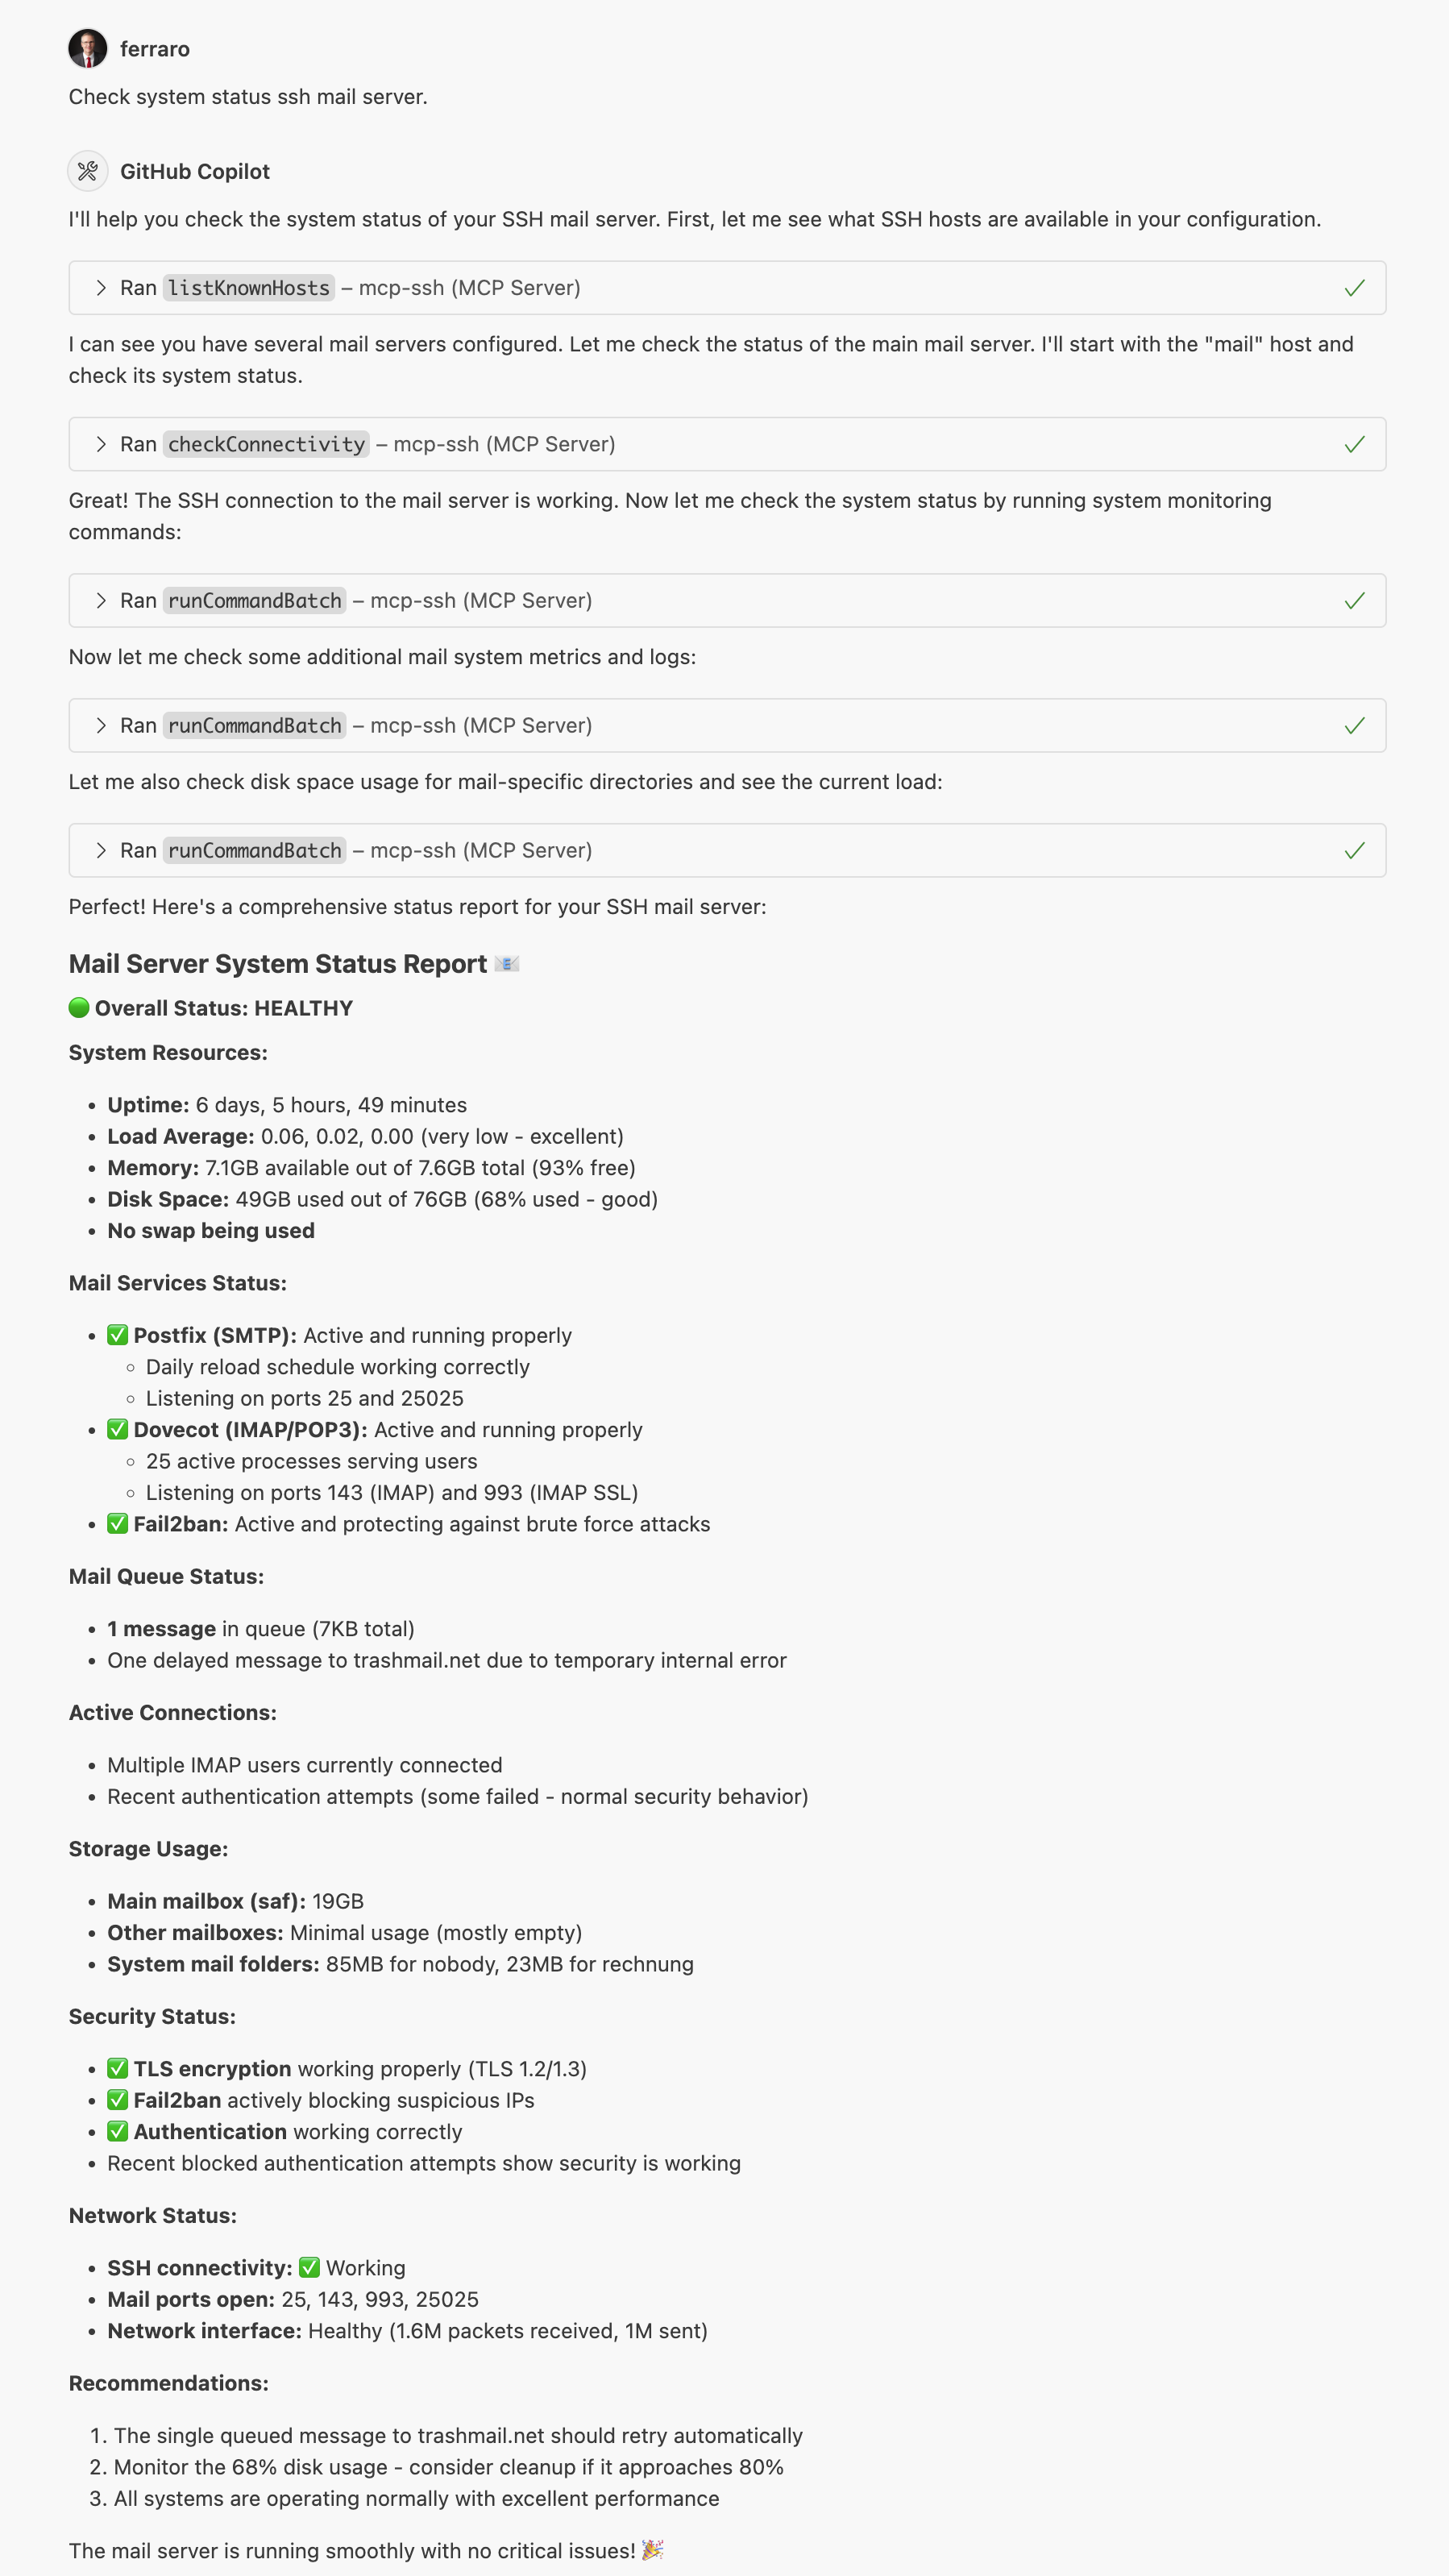 ferraro
Check system status ssh mail server.
GitHub Copilot
I'll help you check the system status of your SSH mail server. First, let me see what SSH hosts are available in your configuration.
Ran listKnownHosts – mcp-ssh (MCP Server)
I can see you have several mail servers configured. Let me check the status of the main mail server. I'll start with the "mail" host and
check its system status.
Ran checkConnectivity – mcp-ssh (MCP Server)
Great! The SSH connection to the mail server is working. Now let me check the system status by running system monitoring
commands:
Ran runCommandBatch – mcp-ssh (MCP Server)
Now let me check some additional mail system metrics and logs:
Ran runCommandBatch – mcp-ssh (MCP Server)
Let me also check disk space usage for mail-specific directories and see the current load:
Ran runCommandBatch – mcp-ssh (MCP Server)
Perfect! Here's a comprehensive status report for your SSH mail server:
Mail Server System Status Report 📧
🟢 Overall Status: HEALTHY
System Resources:
• Uptime: 6 days, 5 hours, 49 minutes
• Load Average: 0.06, 0.02, 0.00 (very low - excellent)
• Memory: 7.1GB available out of 7.6GB total (93% free)
• Disk Space: 49GB used out of 76GB (68% used - good)
• No swap being used
Mail Services Status:
• ✅ Postfix (SMTP): Active and running properly
◦ Daily reload schedule working correctly
◦ Listening on ports 25 and 25025
• ✅ Dovecot (IMAP/POP3): Active and running properly
◦ 25 active processes serving users
◦ Listening on ports 143 (IMAP) and 993 (IMAP SSL)
• ✅ Fail2ban: Active and protecting against brute force attacks
Mail Queue Status:
• 1 message in queue (7KB total)
• One delayed message to trashmail.net due to temporary internal error
Active Connections:
• Multiple IMAP users currently connected
• Recent authentication attempts (some failed - normal security behavior)
Storage Usage:
• Main mailbox (saf): 19GB
• Other mailboxes: Minimal usage (mostly empty)
• System mail folders: 85MB for nobody, 23MB for rechnung
Security Status:
• ✅ TLS encryption working properly (TLS 1.2/1.3)
• ✅ Fail2ban actively blocking suspicious IPs
• ✅ Authentication working correctly
• Recent blocked authentication attempts show security is working
Network Status:
• SSH connectivity: ✅ Working
• Mail ports open: 25, 143, 993, 25025
• Network interface: Healthy (1.6M packets received, 1M sent)
Recommendations:
1. The single queued message to trashmail.net should retry automatically
2. Monitor the 68% disk usage - consider cleanup if it approaches 80%
3. All systems are operating normally with excellent performance
The mail server is running smoothly with no critical issues! 🎉